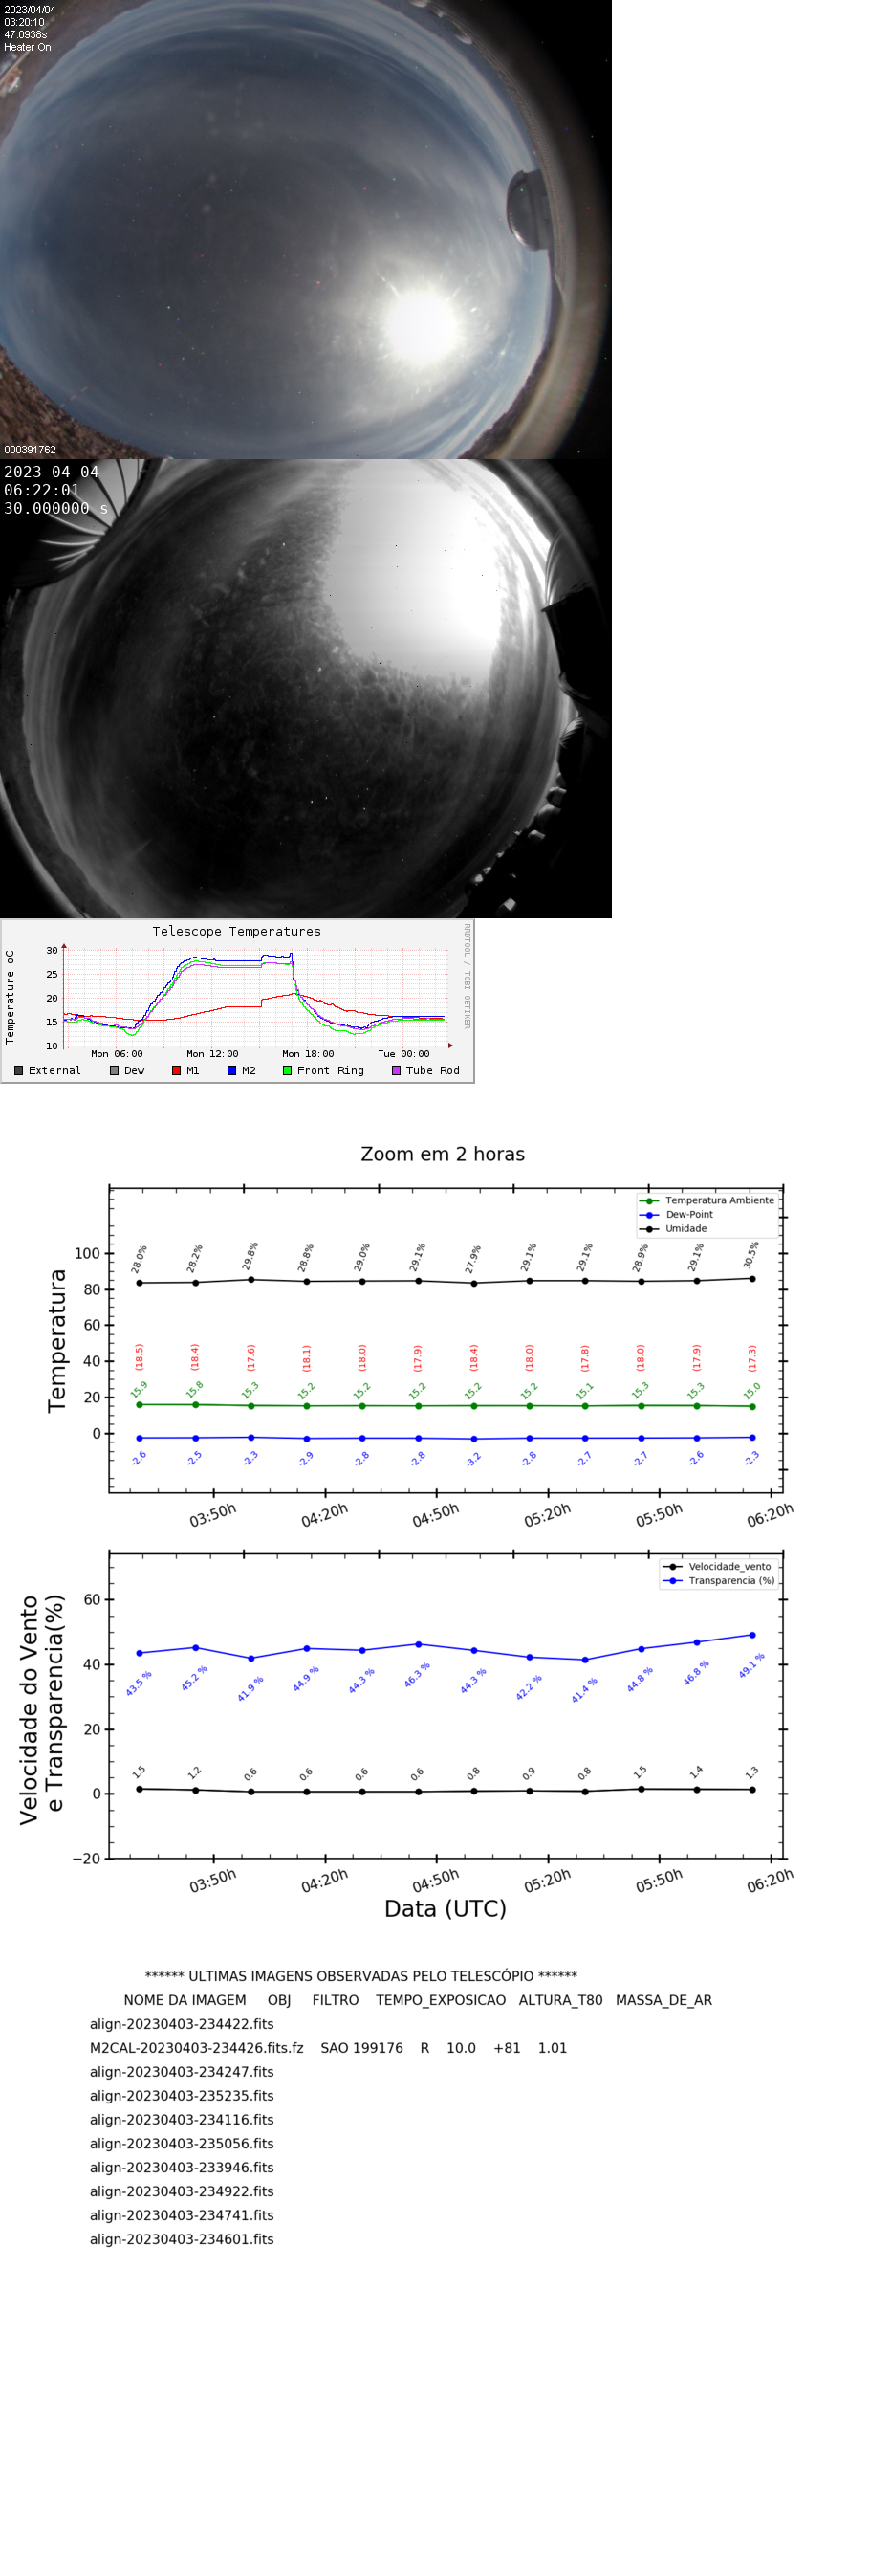 2023/04/04
03:20:10
47.0938s
Heater On
000391762
2023-04-04
06:22:01
30.000000 s
Telescope Temperatures
RRDTOOL / TOBI OETIKER
Temperature oC
30
25
20
15
10
Mon 06:00 Mon 12:00 Mon 18:00 Tue 00:00
External Dew M1 M2 Front Ring Tube Rod
Zoom em 2 horas
Temperatura Ambiente
Dew-Point
Umidade
Temperatura
100
80
60
40
20
0
28.0% 28.2% 29.8% 28.8% 29.0% 29.1% 27.9% 29.1% 29.1% 28.9% 29.1% 30.5%
(18.5) (18.4) (17.6) (18.1) (18.0) (17.9) (18.4) (18.0) (17.8) (18.0) (17.9) (17.3)
15.9 15.8 15.3 15.2 15.2 15.2 15.2 15.2 15.1 15.3 15.3 15.0
-2.6 -2.5 -2.3 -2.9 -2.8 -2.8 -3.2 -2.8 -2.7 -2.7 -2.6 -2.3
03:50h 04:20h 04:50h 05:20h 05:50h 06:20h
Velocidade_vento
Transparencia (%)
Velocidade do Vento
e Transparencia(%)
60
40
20
0
−20
43.5 % 45.2 % 41.9 % 44.9 % 44.3 % 46.3 % 44.3 % 42.2 % 41.4 % 44.8 % 46.8 % 49.1 %
1.5 1.2 0.6 0.6 0.6 0.6 0.8 0.9 0.8 1.5 1.4 1.3
03:50h 04:20h 04:50h 05:20h 05:50h 06:20h
Data (UTC)
****** ULTIMAS IMAGENS OBSERVADAS PELO TELESCÓPIO ******
NOME DA IMAGEM OBJ FILTRO TEMPO_EXPOSICAO ALTURA_T80 MASSA_DE_AR
align-20230403-234422.fits
M2CAL-20230403-234426.fits.fz SAO 199176 R 10.0 +81 1.01
align-20230403-234247.fits
align-20230403-235235.fits
align-20230403-234116.fits
align-20230403-235056.fits
align-20230403-233946.fits
align-20230403-234922.fits
align-20230403-234741.fits
align-20230403-234601.fits